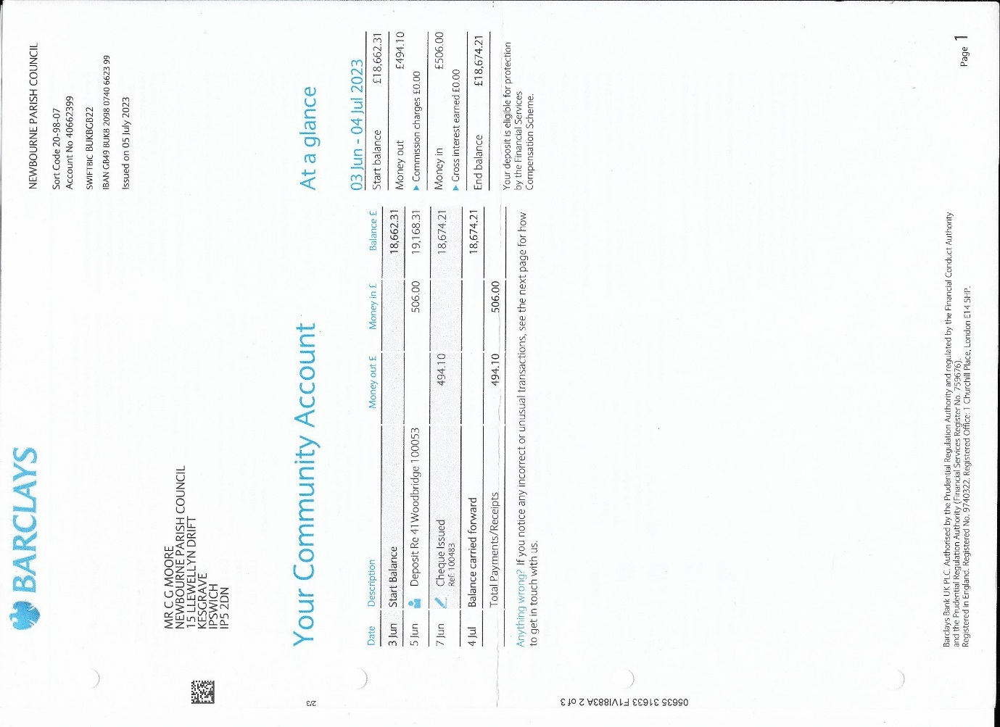 BARCLAYS
NEWBOURNE PARISH COUNCIL
Sort Code 20-98-07
Account No 40662399
SWIFTBIC BUKBGB22
IBAN GB49 BUKB 2098 0740 6623 99
Issued on 05 July 2023
MR C G MOORE
NEWBOURNE PARISH COUNCIL
15 LLEWELLYN DRIFT
KESGRAVE
IPSWICH
IP5 2DN
Your Community Account
Date Description Money out £ Money in £ Balance £
3 Jun Start Balance 18,662.31
5 Jun Deposit Re 41 Woodbridge 100053 506.00 19,168.31
7 Jun Cheque Issued 494.10 18,674.21
Ref: 100483
4 Jul Balance carried forward 18,674.21
Total Payments/Receipts 494.10 506.00
Anything wrong? If you notice any incorrect or unusual transactions, see the next page for how
to get in touch with us.
At a glance
03 Jun - 04 Jul 2023
Start balance £18,662.31
Money out £494.10
▶ Commission charges £0.00
Money in £506.00
▶ Gross interest earned £0.00
End balance £18,674.21
Your deposit is eligible for protection
by the Financial Services
Compensation Scheme.
2/3
05635 31633 F1VI883A 2 of 3
Barclays Bank UK PLC. Authorised by the Prudential Regulation Authority and regulated by the Financial Conduct Authority
and the Prudential Regulation Authority (Financial Services Register No. 759676).
Registered in England. Registered No. 9740322. Registered Office: 1 Churchill Place, London E14 5HP.
Page 1